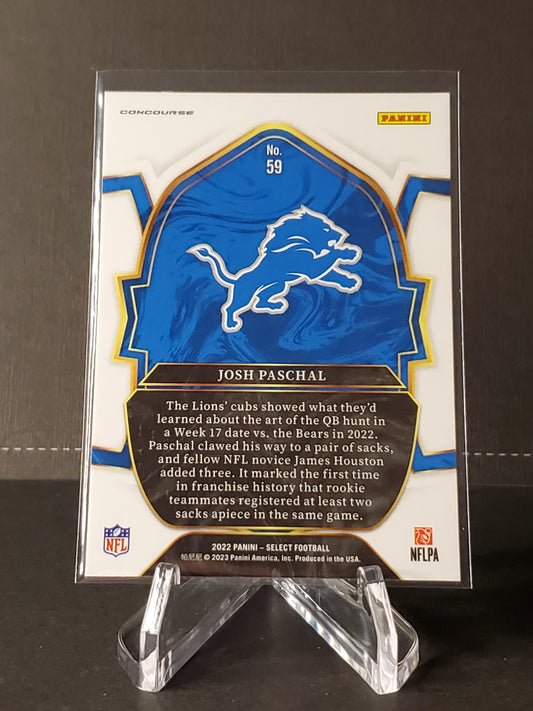 CONCOURSE
PANINI
No.
59
JOSH PASCHAL
The Lions' cubs showed what they'd
learned about the art of the QB hunt in
a Week 17 date vs. the Bears in 2022.
Paschal clawed his way to a pair of sacks,
and fellow NFL novice James Houston
added three. It marked the first time
in franchise history that rookie
teammates registered at least two
sacks apiece in the same game.
NFL
NFLPA
2022 PANINI – SELECT FOOTBALL
帕尼尼 © 2023 Panini America, Inc. Produced in the USA.